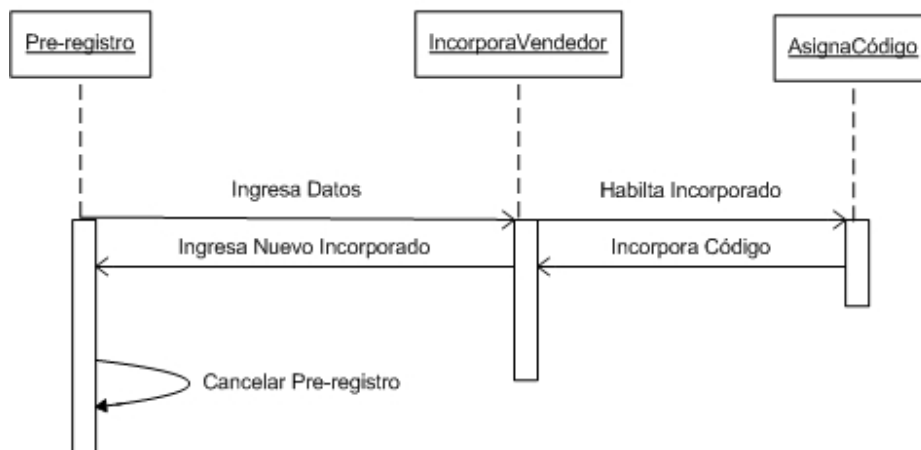 Pre-registro
IncorporaVendedor
AsignaCódigo
Ingresa Datos
Habilta Incorporado
Ingresa Nuevo Incorporado
Incorpora Código
Cancelar Pre-registro